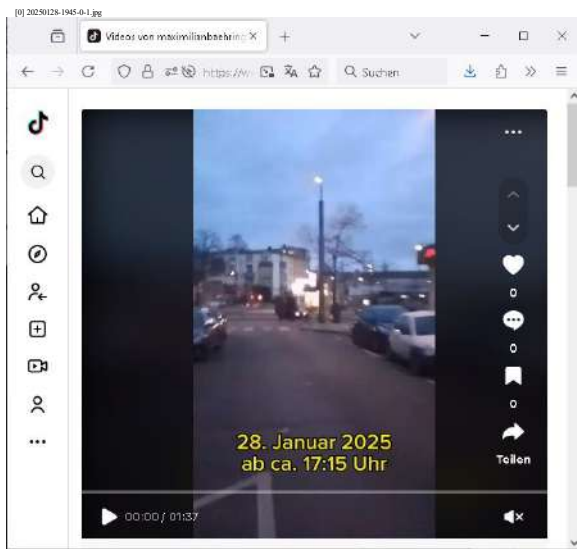 [0] 20250128-1945-0-1.jpg
Videos von maximilianbaehring
Suchen
0
0
0
28. Januar 2025
ab ca. 17:15 Uhr
Teilen
00:00 / 01:37